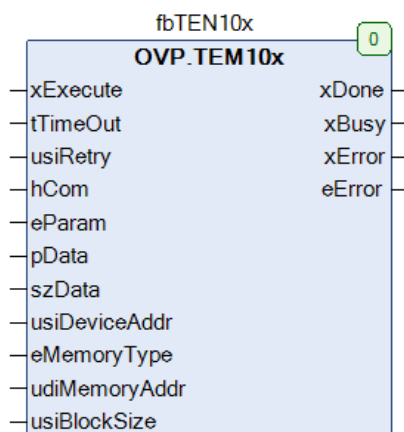 fbTEN10x
0
OVP.TEM10x
xExecute xDone
tTimeOut xBusy
usiRetry xError
hCom eError
eParam
pData
szData
usiDeviceAddr
eMemoryType
udiMemoryAddr
usiBlockSize